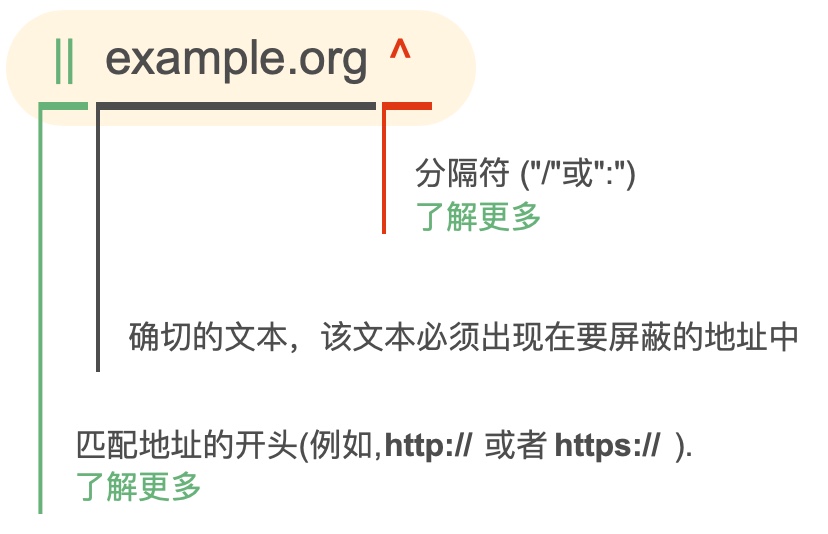 || example.org ^
分隔符 ("/"或":")
了解更多
确切的文本，该文本必须出现在要屏蔽的地址中
匹配地址的开头(例如,http:// 或者 https:// ).
了解更多